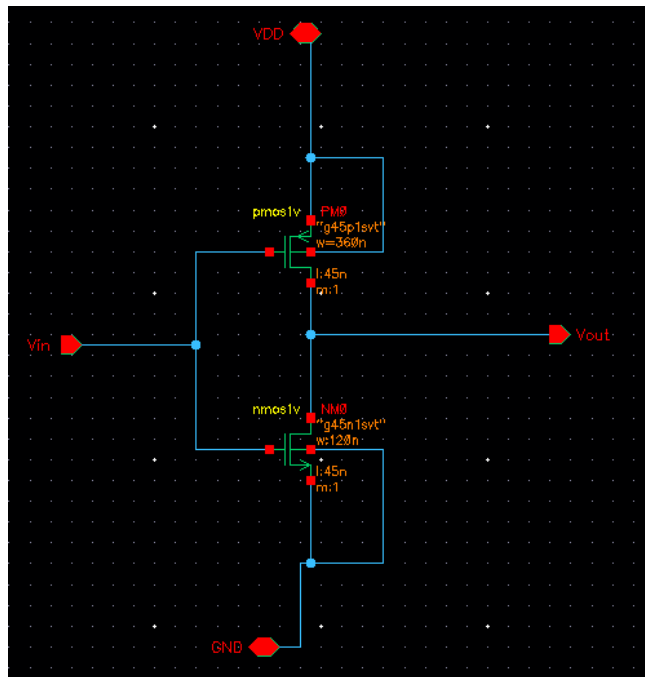 VDD
pmos1v PM0
"g45p1svt"
w=360n
l:45n
m:1
Vin
Vout
nmos1v NM0
"g45n1svt"
w:120n
l:45n
m:1
GND